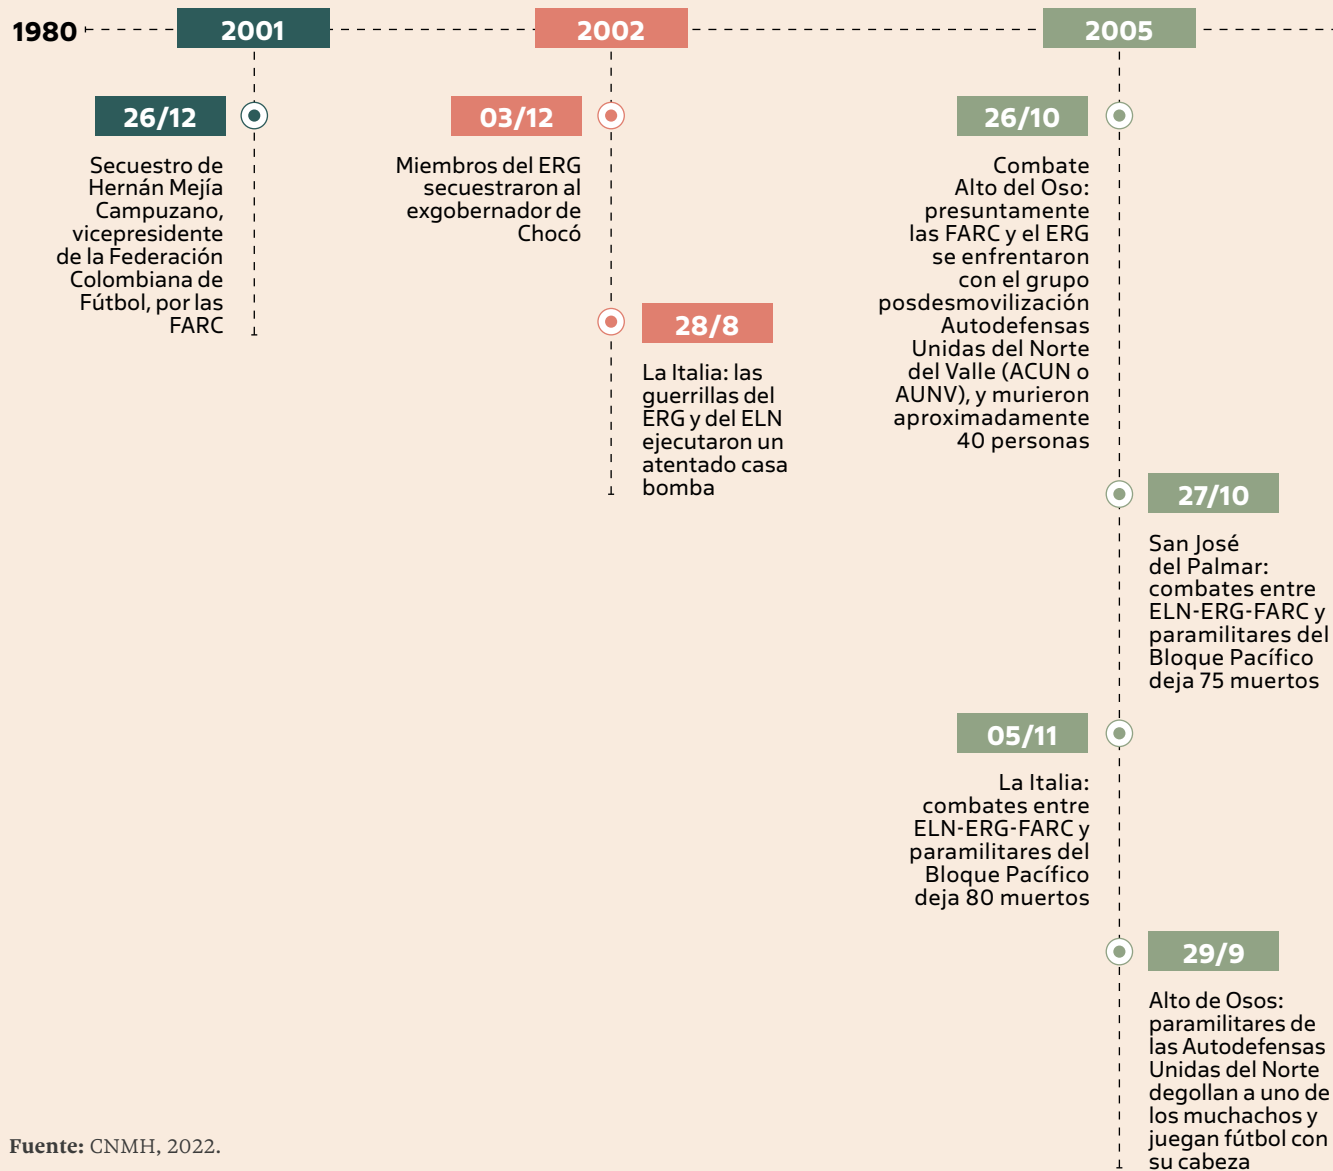 1980
2001
26/12
Secuestro de
Hernán Mejía
Campuzano,
vicepresidente
de la Federación
Colombiana de
Fútbol, por las
FARC
2002
03/12
Miembros del ERG
secuestraron al
exgobernador de
Chocó
28/8
La Italia: las
guerrillas del
ERG y del ELN
ejecutaron un
atentado casa
bomba
2005
26/10
Combate
Alto del Oso:
presuntamente
las FARC y el ERG
se enfrentaron
con el grupo
posdesmovilización
Autodefensas
Unidas del Norte
del Valle (ACUN o
AUNV), y murieron
aproximadamente
40 personas
27/10
San José
del Palmar:
combates entre
ELN-ERG-FARC y
paramilitares del
Bloque Pacífico
deja 75 muertos
05/11
La Italia:
combates entre
ELN-ERG-FARC y
paramilitares del
Bloque Pacífico
deja 80 muertos
29/9
Alto de Osos:
paramilitares de
las Autodefensas
Unidas del Norte
degollan a uno de
los muchachos y
juegan fútbol con
su cabeza
Fuente: CNMH, 2022.